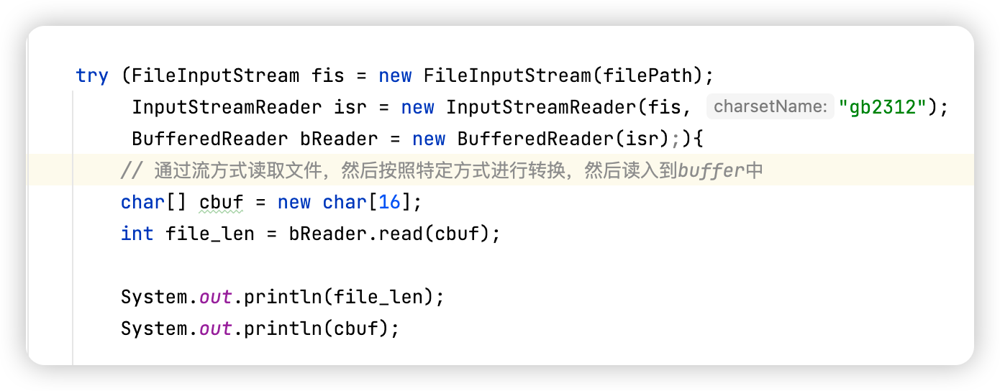 try (FileInputStream fis = new FileInputStream(filePath);
InputStreamReader isr = new InputStreamReader(fis, charsetName: "gb2312");
BufferedReader bReader = new BufferedReader(isr);){
// 通过流方式读取文件，然后按照特定方式进行转换，然后读入到buffer中
char[] cbuf = new char[16];
int file_len = bReader.read(cbuf);
System.out.println(file_len);
System.out.println(cbuf);